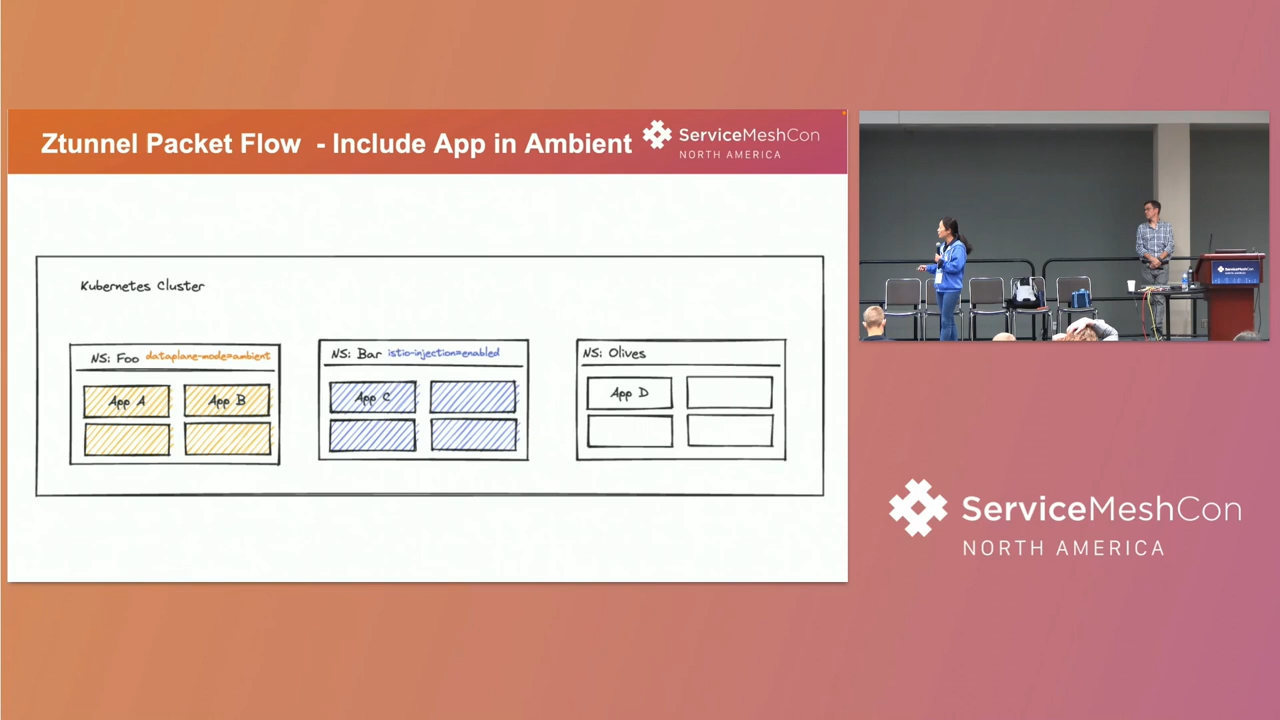 Ztunnel Packet Flow - Include App in Ambient
ServiceMeshCon
NORTH AMERICA
Kubernetes Cluster
NS: Foo dataplane-mode=ambient
App A
App B
NS: Bar istio-injection=enabled
App C
NS: Olives
App D
ServiceMeshCon
ServiceMeshCon
NORTH AMERICA